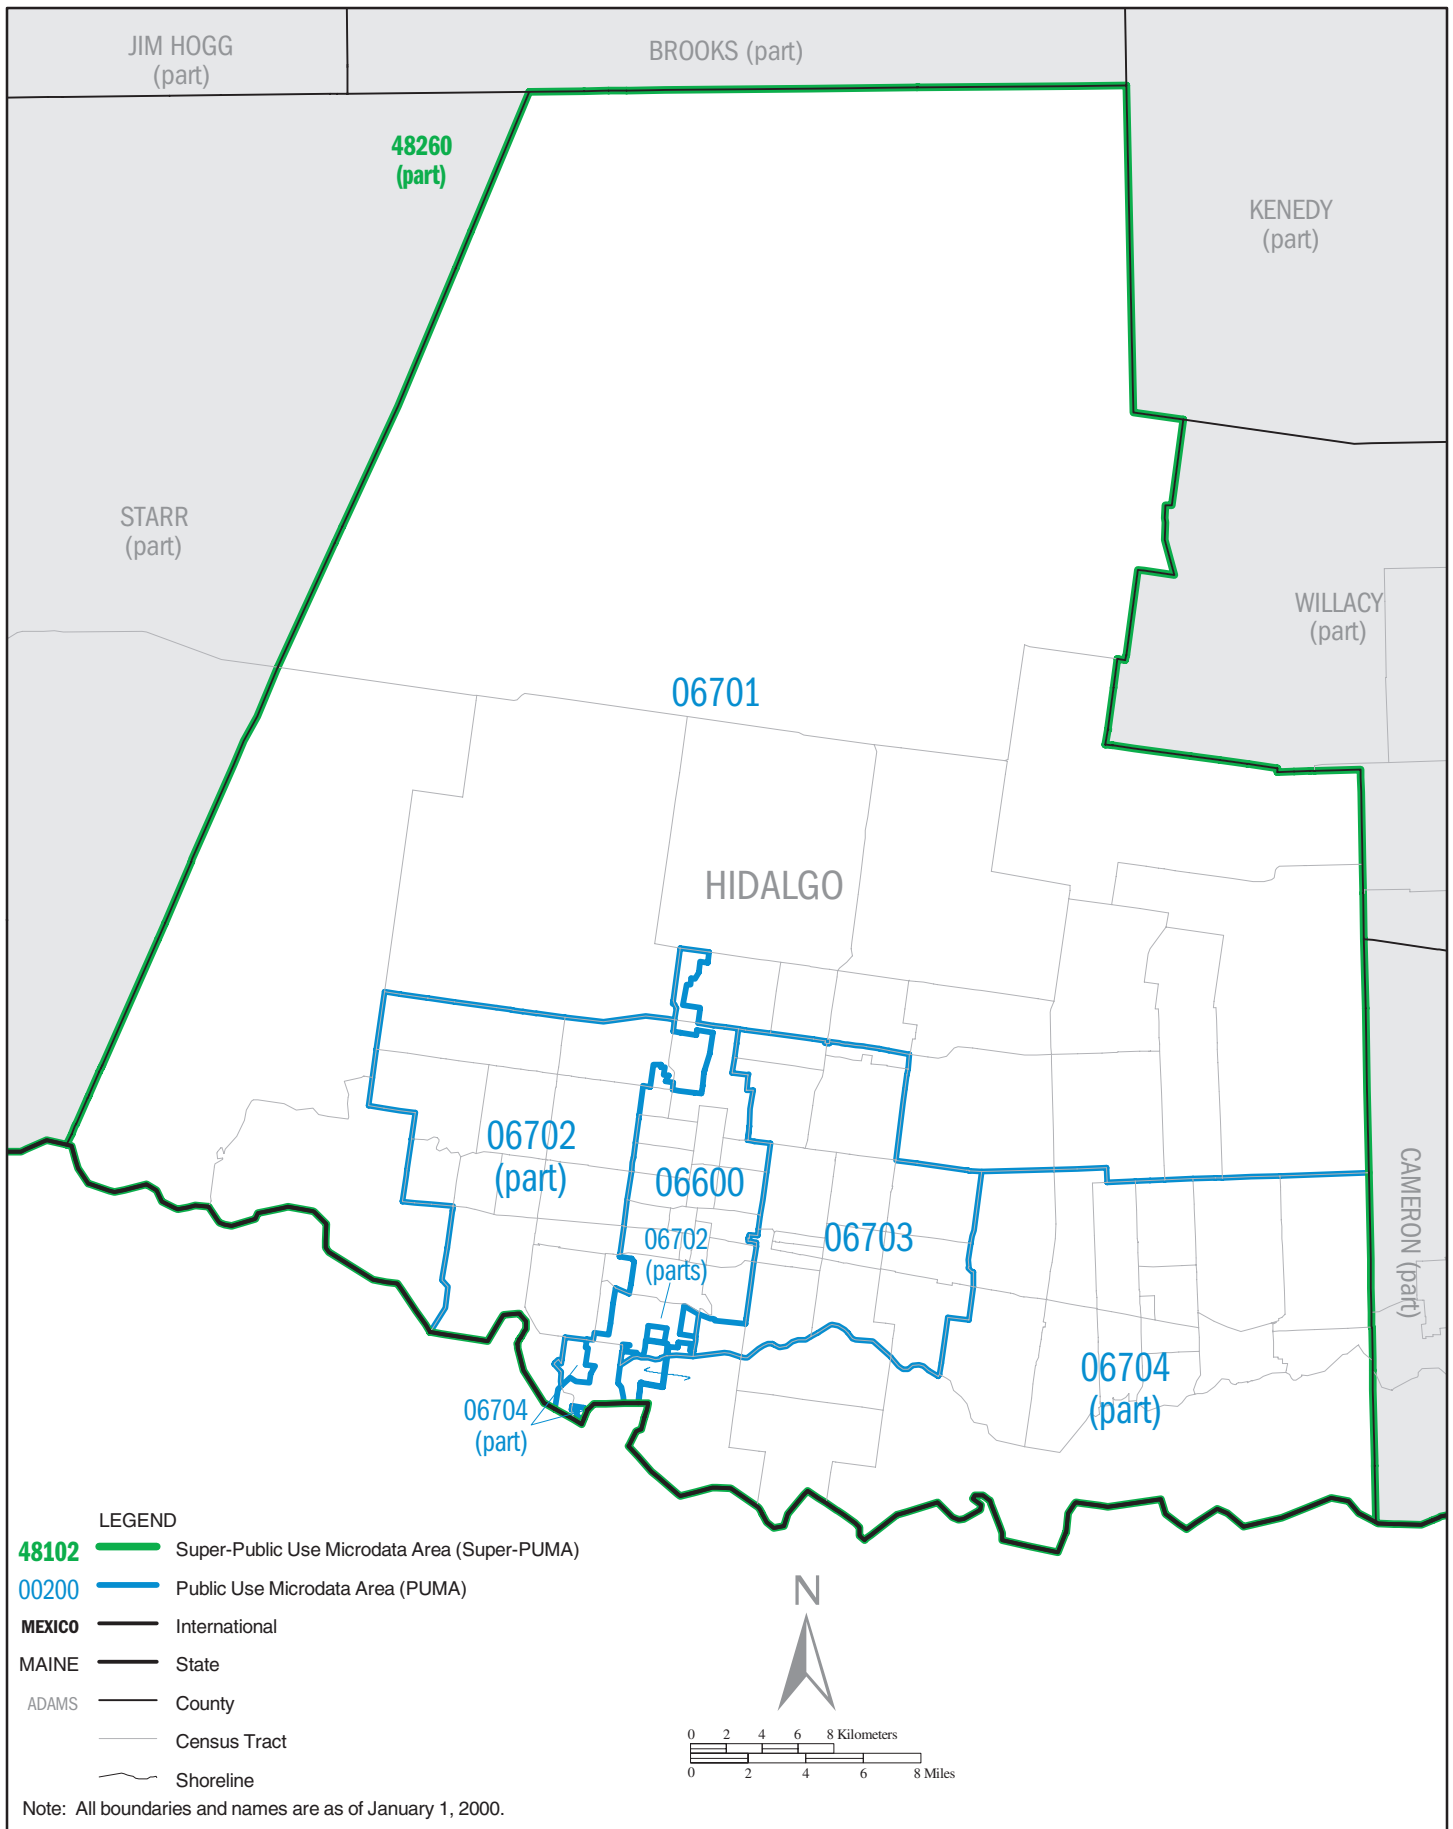 JIM HOGG
(part)
BROOKS (part)
48260
(part)
KENEDY
(part)
STARR
(part)
WILLACY
(part)
06701
HIDALGO
06702
(part)
06600
06702
(parts)
06703
CAMERON (part)
06704
(part)
06704
(part)
LEGEND
48102 Super-Public Use Microdata Area (Super-PUMA)
00200 Public Use Microdata Area (PUMA)
MEXICO International
MAINE State
ADAMS County
Census Tract
Shoreline
N
0 2 4 6 8 Kilometers
0 2 4 6 8 Miles
Note: All boundaries and names are as of January 1, 2000.